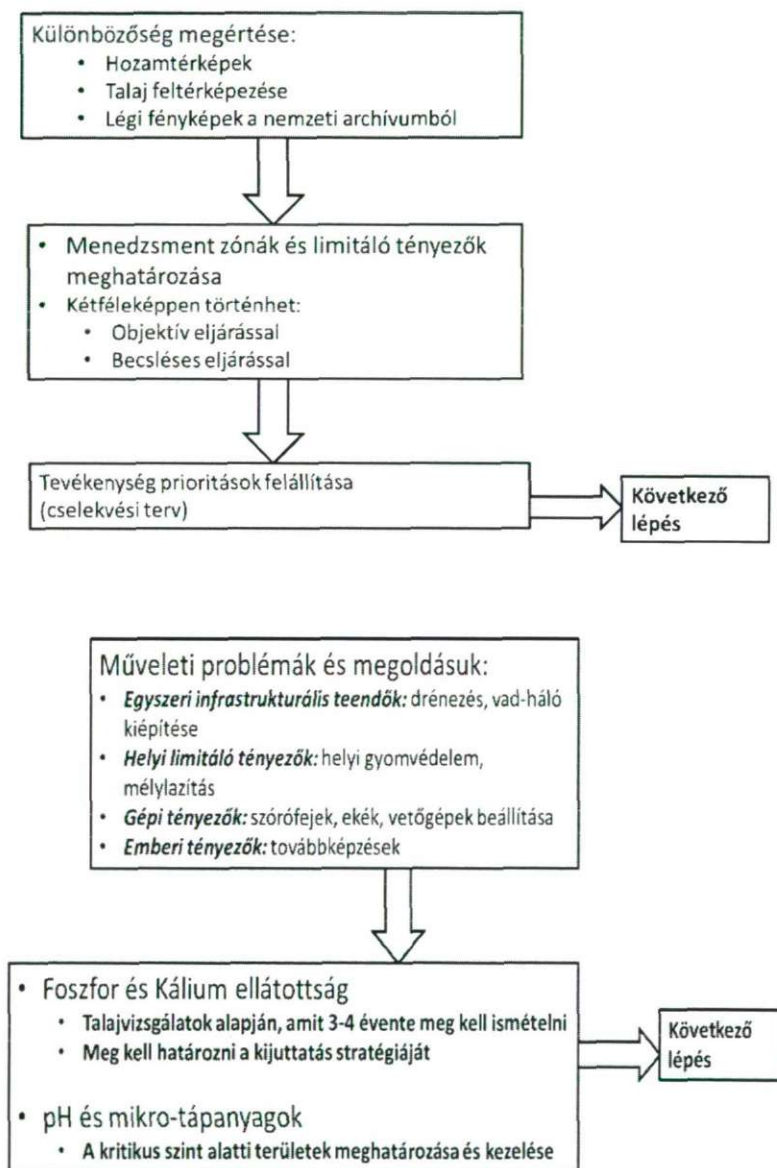 Különbözőség megértése:
• Hozamtérképek
• Talaj feltérképezése
• Légi fényképek a nemzeti archívumból
• Menedzsment zónák és limitáló tényezők
meghatározása
• Kétféleképpen történhet:
• Objektív eljárással
• Becsléses eljárással
Tevékenység prioritások felállítása
(cselekvési terv)
Következő
lépés
Műveleti problémák és megoldásuk:
• Egyszeri infrastrukturális teendők: drénezés, vad-háló
kiépítése
• Helyi limitáló tényezők: helyi gyomvédelem,
mélylazítás
• Gépi tényezők: szórófejek, ekék, vetőgépek beállítása
• Emberi tényezők: továbbképzések
• Foszfor és Kálium ellátottság
• Talajvizsgálatok alapján, amit 3-4 évente meg kell ismételni
• Meg kell határozni a kijuttatás stratégiáját
Következő
lépés
• pH és mikro-tápanyagok
• A kritikus szint alatti területek meghatározása és kezelése